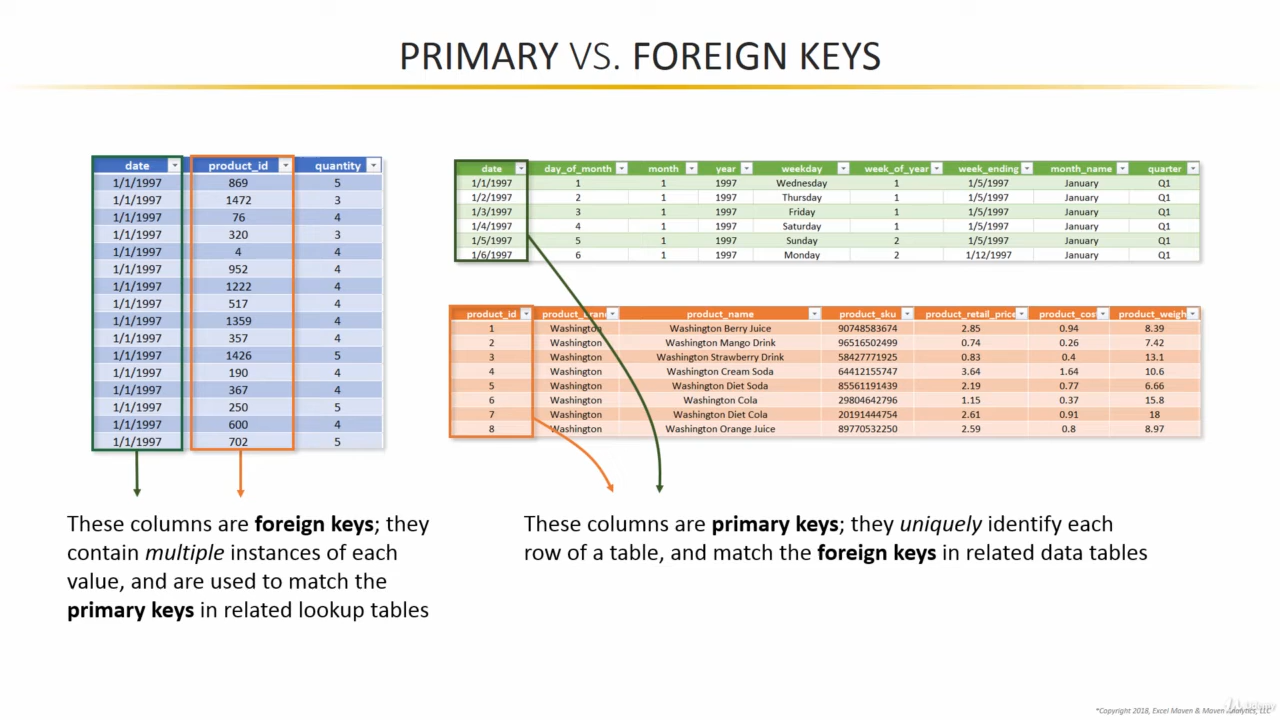 PRIMARY VS. FOREIGN KEYS
date product_id quantity
1/1/1997 869 5
1/1/1997 1472 3
1/1/1997 76 4
1/1/1997 320 3
1/1/1997 4 4
1/1/1997 952 4
1/1/1997 1222 4
1/1/1997 517 4
1/1/1997 1359 4
1/1/1997 357 4
1/1/1997 1426 5
1/1/1997 190 4
1/1/1997 367 4
1/1/1997 250 5
1/1/1997 600 4
1/1/1997 702 5
These columns are foreign keys; they
contain multiple instances of each
value, and are used to match the
primary keys in related lookup tables
date day_of_month month year weekday week_of_year week_ending month_name quarter
1/1/1997 1 1 1997 Wednesday 1 1/5/1997 January Q1
1/2/1997 2 1 1997 Thursday 1 1/5/1997 January Q1
1/3/1997 3 1 1997 Friday 1 1/5/1997 January Q1
1/4/1997 4 1 1997 Saturday 1 1/5/1997 January Q1
1/5/1997 5 1 1997 Sunday 2 1/5/1997 January Q1
1/6/1997 6 1 1997 Monday 2 1/12/1997 January Q1
product_id product_brand product_name product_sku product_retail_price product_cost product_weigh
1 Washington Washington Berry Juice 90748583674 2.85 0.94 8.39
2 Washington Washington Mango Drink 96516502499 0.74 0.26 7.42
3 Washington Washington Strawberry Drink 58427771925 0.83 0.4 13.1
4 Washington Washington Cream Soda 64412155747 3.64 1.64 10.6
5 Washington Washington Diet Soda 85561191439 2.19 0.77 6.66
6 Washington Washington Cola 29804642796 1.15 0.37 15.8
7 Washington Washington Diet Cola 20191444754 2.61 0.91 18
8 Washington Washington Orange Juice 89770532250 2.59 0.8 8.97
These columns are primary keys; they uniquely identify each
row of a table, and match the foreign keys in related data tables
*Copyright 2018, Excel Maven & Maven Analytics, LLC
Udemy